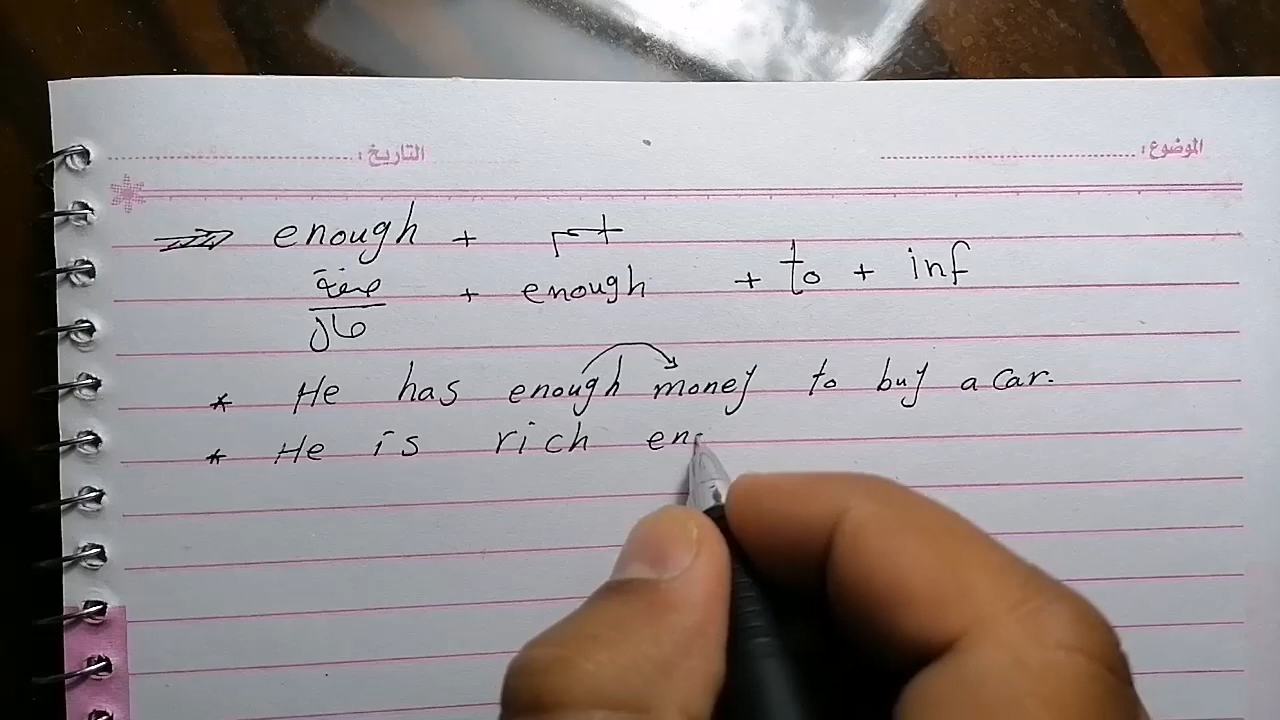 الموضوع: التاريخ:
enough +
صفة + enough + to + inf
حال
* He has enough money to buy a car.
* He is rich en